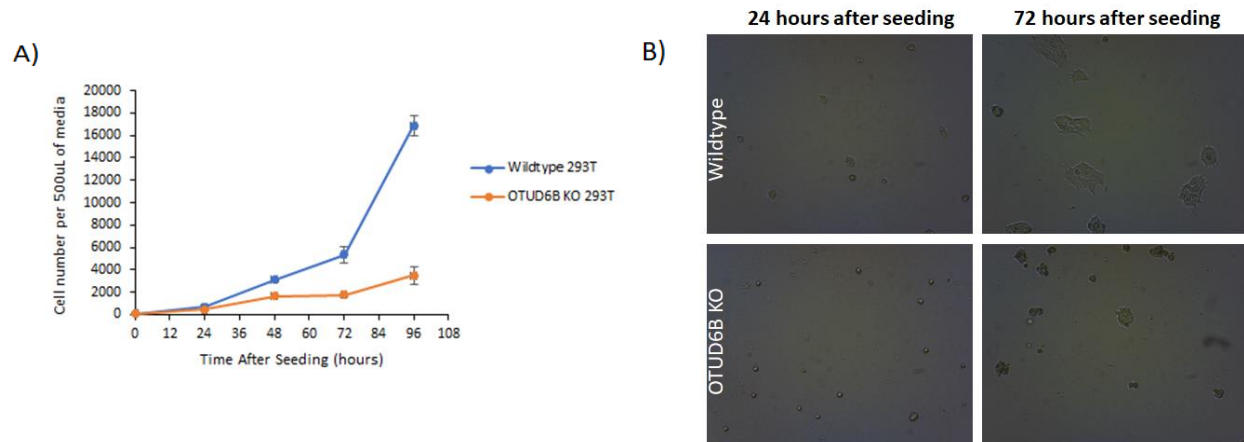 A)
20000
18000
16000
14000
12000
10000
8000
6000
4000
2000
0
Cell number per 500uL of media
0 12 24 36 48 60 72 84 96 108
Time After Seeding (hours)
Wildtype 293T
OTUD6B KO 293T
B)
24 hours after seeding 72 hours after seeding
Wildtype
OTUD6B KO